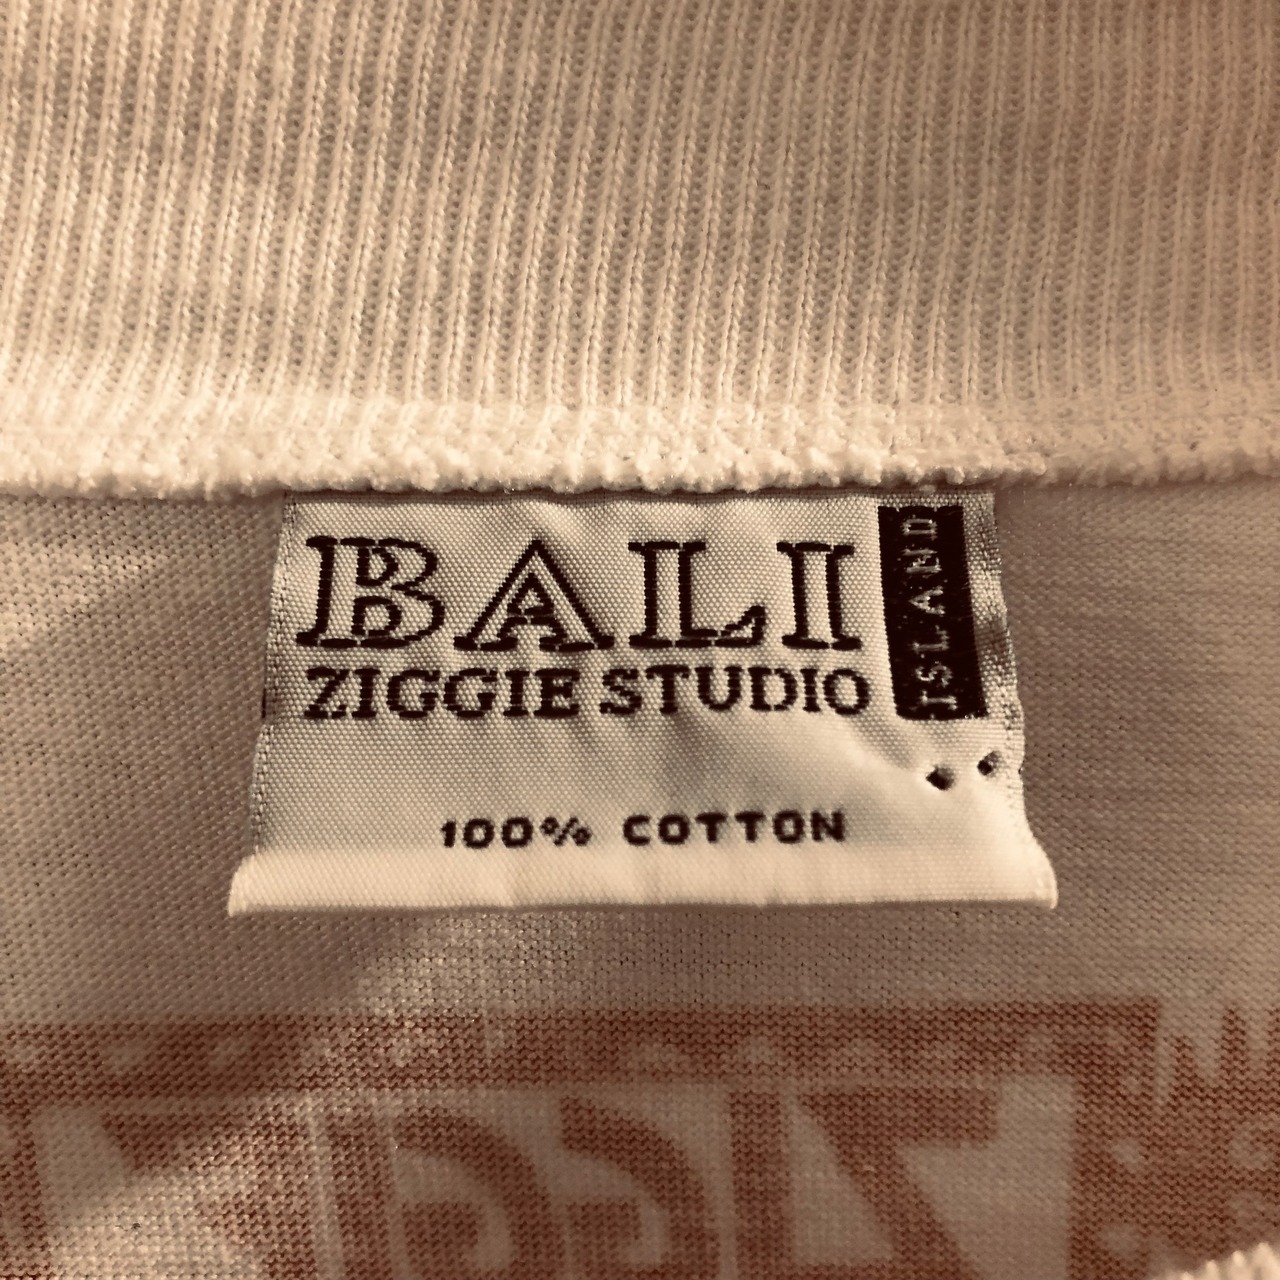 BALI
ISLAND
ZIGGIE STUDIO
100% COTTON